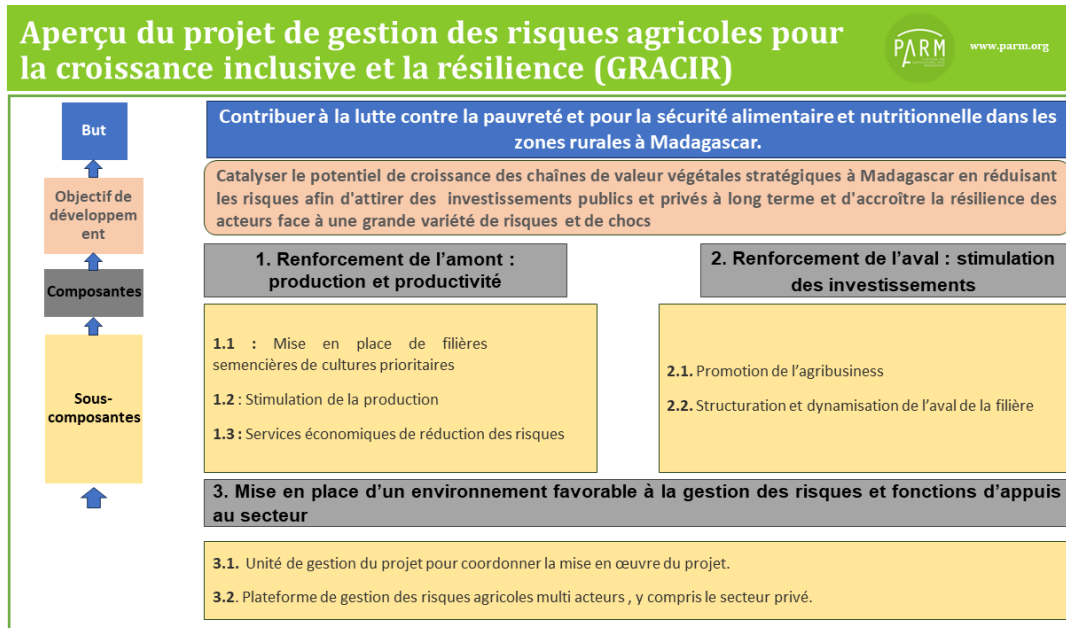 Aperçu du projet de gestion des risques agricoles pour
la croissance inclusive et la résilience (GRACIR)
PARM
www.parm.org
But
Contribuer à la lutte contre la pauvreté et pour la sécurité alimentaire et nutritionnelle dans les
zones rurales à Madagascar.
Objectif de
développem
ent
Catalyser le potentiel de croissance des chaînes de valeur végétales stratégiques à Madagascar en réduisant
les risques afin d'attirer des investissements publics et privés à long terme et d'accroître la résilience des
acteurs face à une grande variété de risques et de chocs
Composantes
1. Renforcement de l'amont :
production et productivité
2. Renforcement de l'aval : stimulation
des investissements
Sous-
composantes
1.1 : Mise en place de filières
semencières de cultures prioritaires
1.2 : Stimulation de la production
1.3 : Services économiques de réduction des risques
2.1. Promotion de l'agribusiness
2.2. Structuration et dynamisation de l'aval de la filière
3. Mise en place d'un environnement favorable à la gestion des risques et fonctions d'appuis
au secteur
3.1. Unité de gestion du projet pour coordonner la mise en œuvre du projet.
3.2. Plateforme de gestion des risques agricoles multi acteurs , y compris le secteur privé.